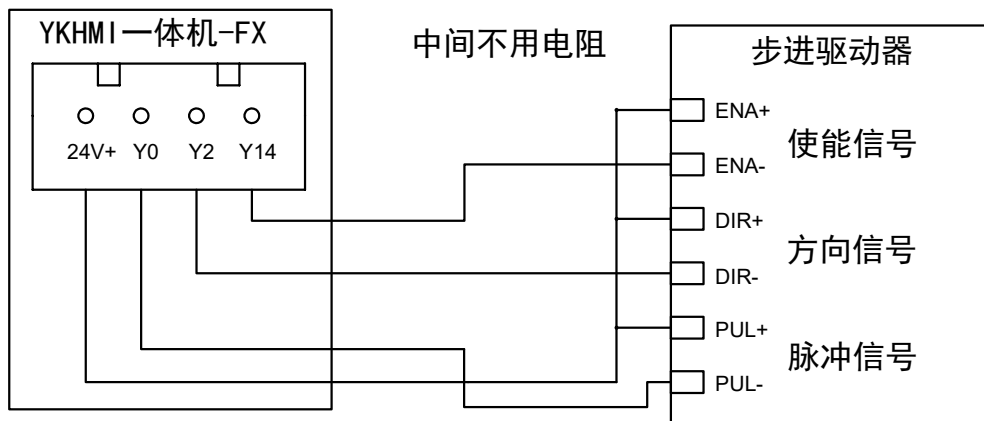 YKHMI一体机-FX
24V+ Y0 Y2 Y14
中间不用电阻
步进驱动器
ENA+
使能信号
ENA-
DIR+
方向信号
DIR-
PUL+
脉冲信号
PUL-